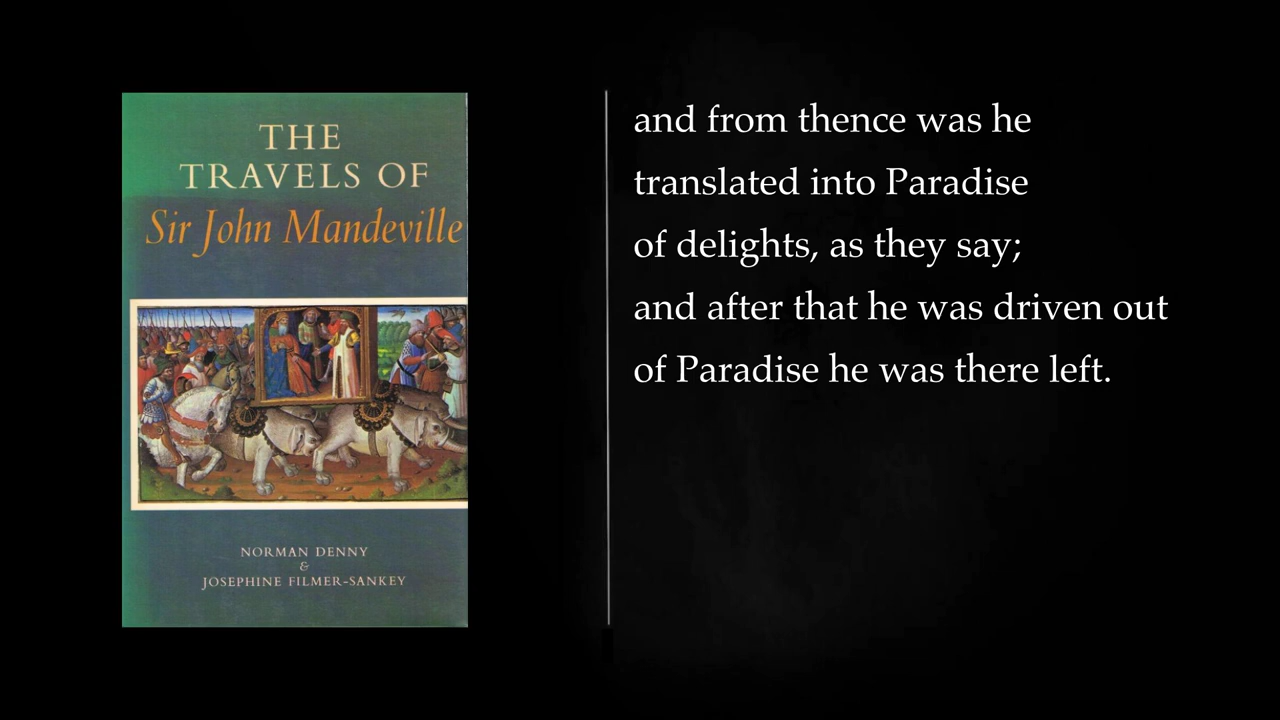 THE
TRAVELS OF
Sir John Mandeville
NORMAN DENNY
&
JOSEPHINE FILMER-SANKEY
and from thence was he
translated into Paradise
of delights, as they say;
and after that he was driven out
of Paradise he was there left.